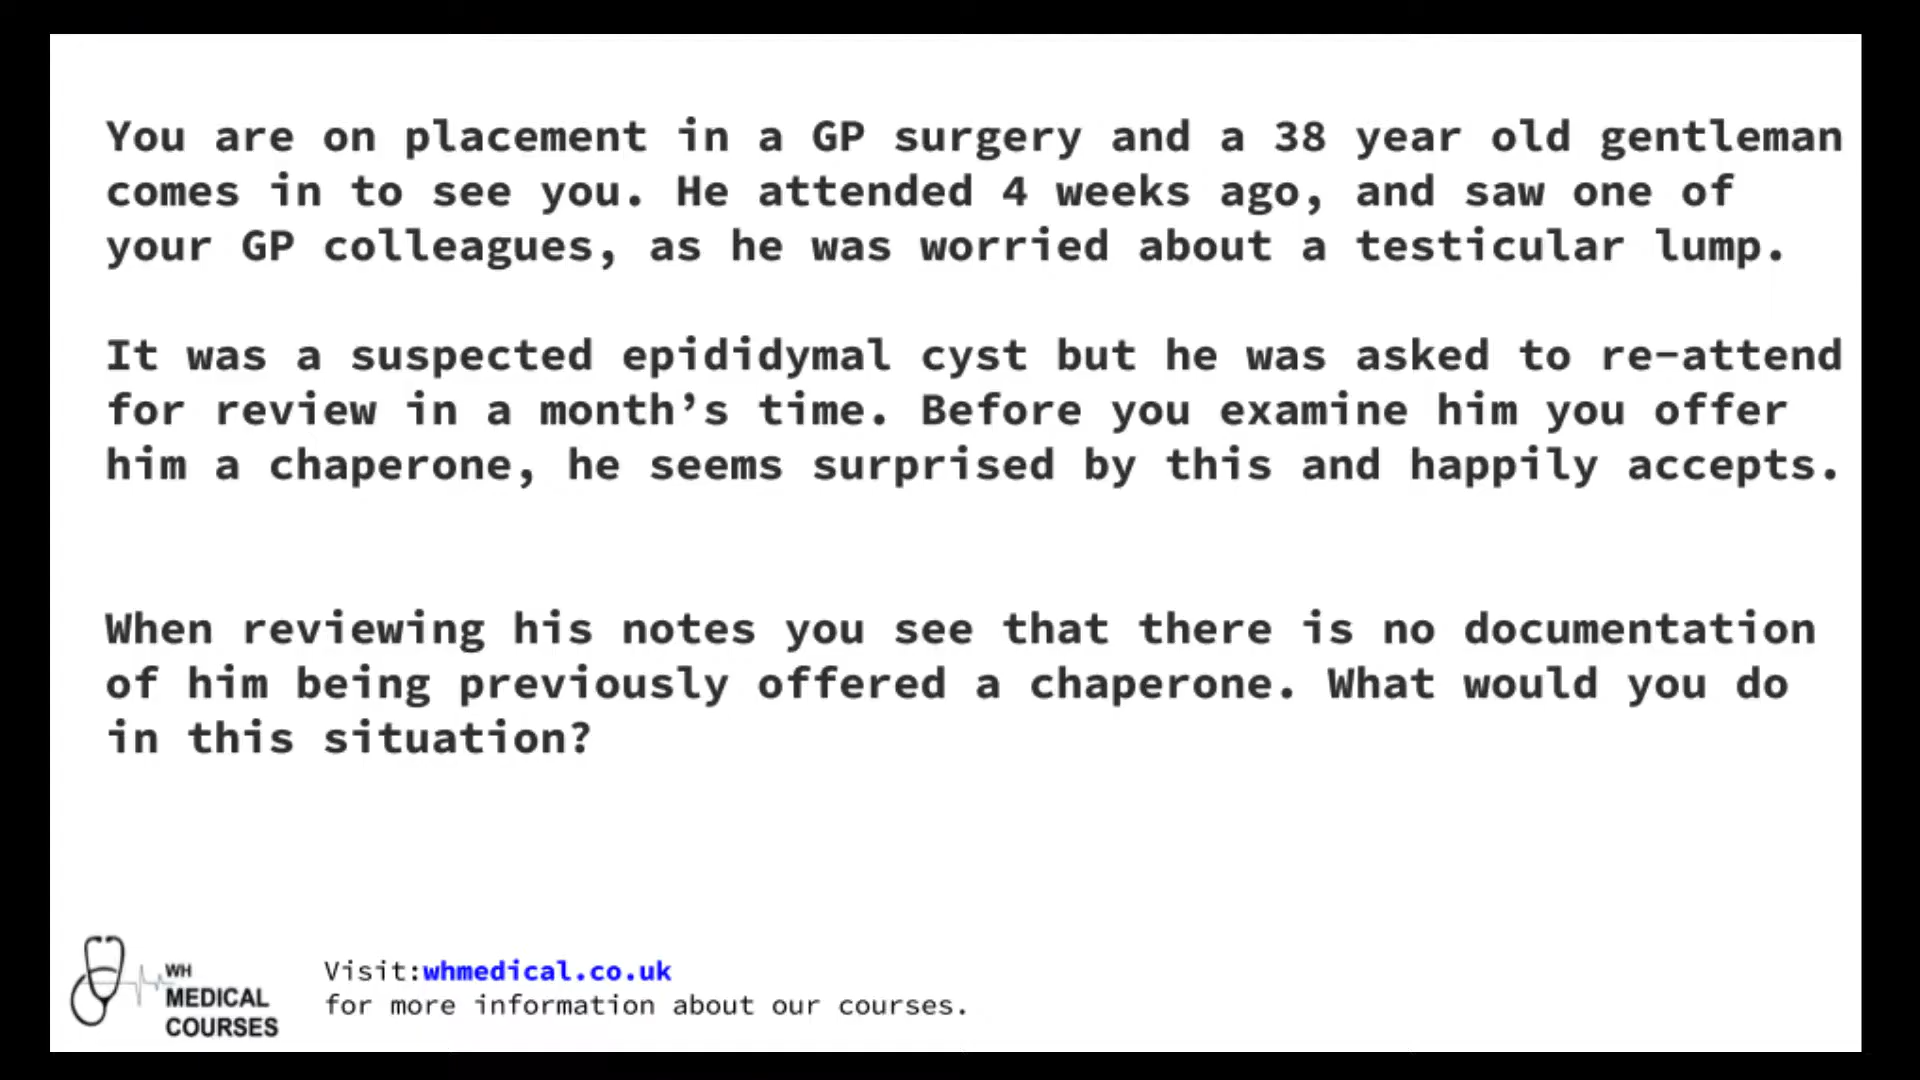 You are on placement in a GP surgery and a 38 year old gentleman
comes in to see you. He attended 4 weeks ago, and saw one of
your GP colleagues, as he was worried about a testicular lump.
It was a suspected epididymal cyst but he was asked to re-attend
for review in a month’s time. Before you examine him you offer
him a chaperone, he seems surprised by this and happily accepts.
When reviewing his notes you see that there is no documentation
of him being previously offered a chaperone. What would you do
in this situation?
WH
MEDICAL
COURSES
Visit:whmedical.co.uk
for more information about our courses.